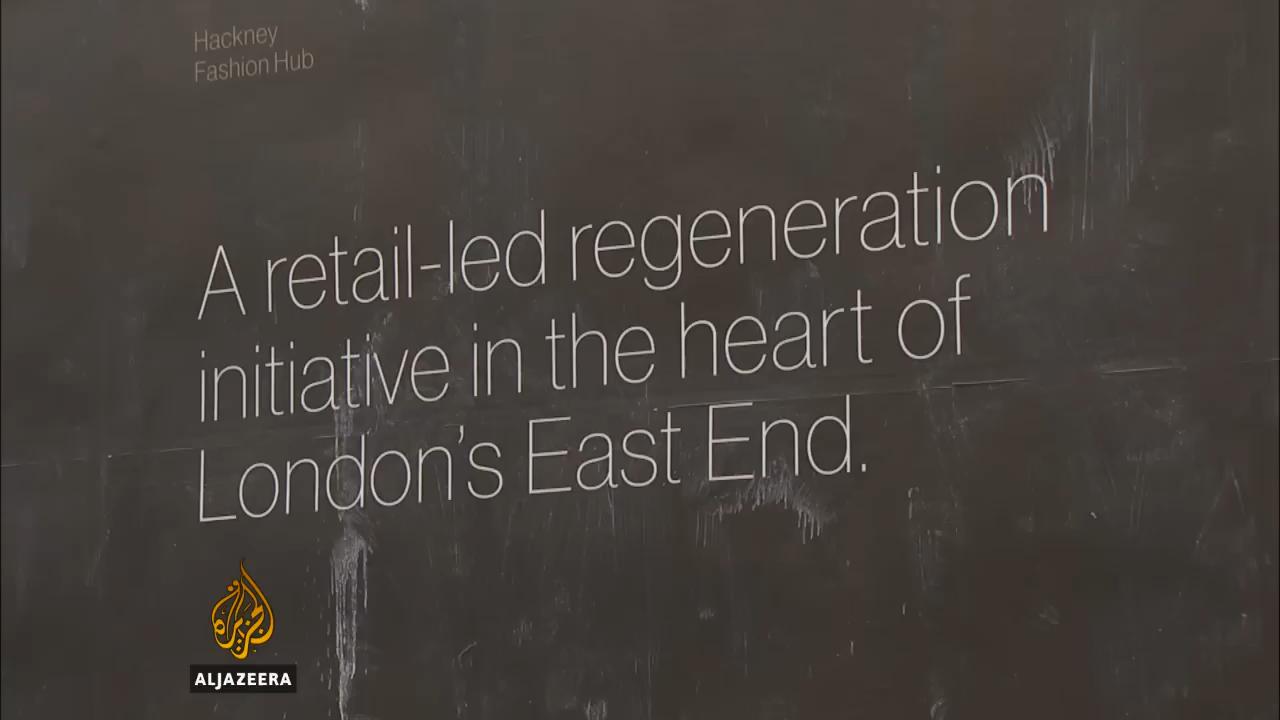 Hackney
Fashion Hub
A retail-led regeneration
initiative in the heart of
London's East End.
الجزيرة
ALJAZEERA